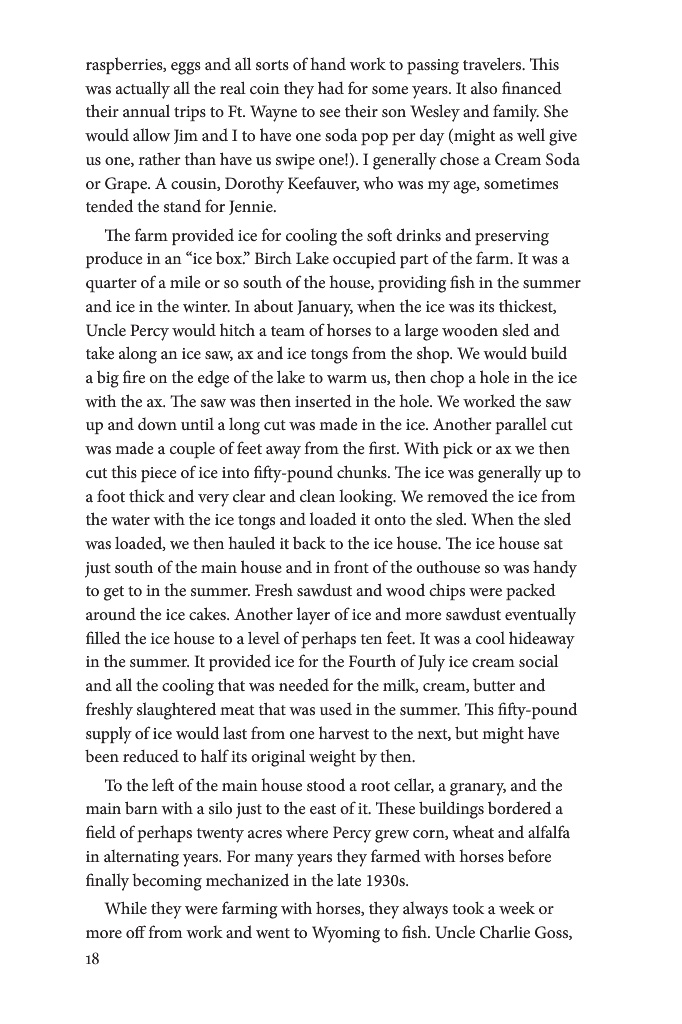 raspberries, eggs and all sorts of hand work to passing travelers. This
was actually all the real coin they had for some years. It also financed
their annual trips to Ft. Wayne to see their son Wesley and family. She
would allow Jim and I to have one soda pop per day (might as well give
us one, rather than have us swipe one!). I generally chose a Cream Soda
or Grape. A cousin, Dorothy Keefauver, who was my age, sometimes
tended the stand for Jennie.
The farm provided ice for cooling the soft drinks and preserving
produce in an “ice box.” Birch Lake occupied part of the farm. It was a
quarter of a mile or so south of the house, providing fish in the summer
and ice in the winter. In about January, when the ice was its thickest,
Uncle Percy would hitch a team of horses to a large wooden sled and
take along an ice saw, ax and ice tongs from the shop. We would build
a big fire on the edge of the lake to warm us, then chop a hole in the ice
with the ax. The saw was then inserted in the hole. We worked the saw
up and down until a long cut was made in the ice. Another parallel cut
was made a couple of feet away from the first. With pick or ax we then
cut this piece of ice into fifty-pound chunks. The ice was generally up to
a foot thick and very clear and clean looking. We removed the ice from
the water with the ice tongs and loaded it onto the sled. When the sled
was loaded, we then hauled it back to the ice house. The ice house sat
just south of the main house and in front of the outhouse so was handy
to get to in the summer. Fresh sawdust and wood chips were packed
around the ice cakes. Another layer of ice and more sawdust eventually
filled the ice house to a level of perhaps ten feet. It was a cool hideaway
in the summer. It provided ice for the Fourth of July ice cream social
and all the cooling that was needed for the milk, cream, butter and
freshly slaughtered meat that was used in the summer. This fifty-pound
supply of ice would last from one harvest to the next, but might have
been reduced to half its original weight by then.
To the left of the main house stood a root cellar, a granary, and the
main barn with a silo just to the east of it. These buildings bordered a
field of perhaps twenty acres where Percy grew corn, wheat and alfalfa
in alternating years. For many years they farmed with horses before
finally becoming mechanized in the late 1930s.
While they were farming with horses, they always took a week or
more off from work and went to Wyoming to fish. Uncle Charlie Goss,
18